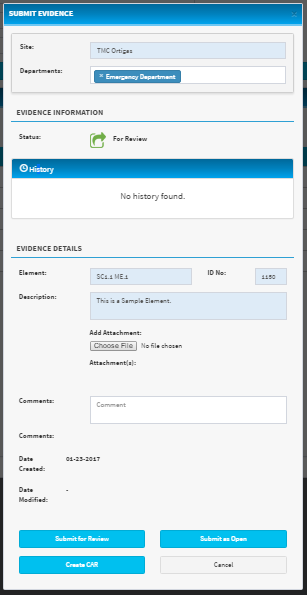 SUBMIT EVIDENCE
Site: TMC Ortigas
Departments: × Emergency Department
EVIDENCE INFORMATION
Status: For Review
History
No history found.
EVIDENCE DETAILS
Element: SC1.1 ME.1 ID No: 1160
Description: This is a Sample Element.
Add Attachment:
Choose File No file chosen
Attachment(s):
Comments: Comment
Comments:
Date Created: 01-23-2017
Date Modified: -
Submit for Review Submit as Open
Create CAR Cancel